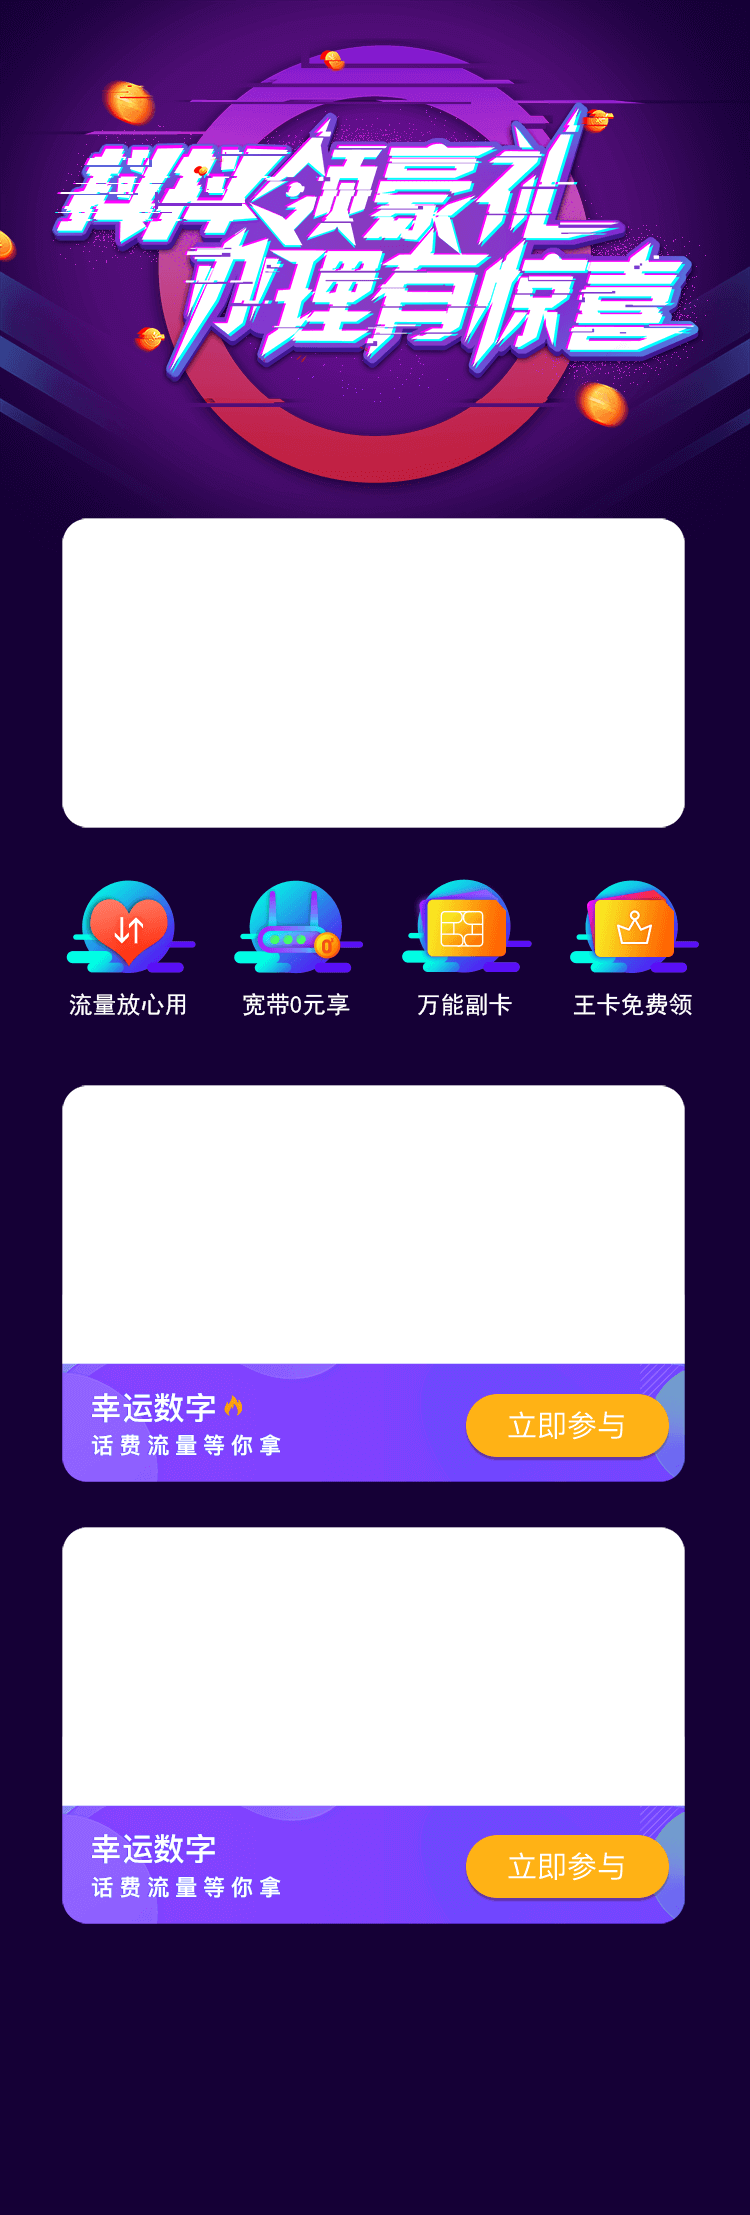 抖抖领豪礼
办理有惊喜
流量放心用
宽带0元享
万能副卡
王卡免费领
幸运数字
话费流量等你拿
立即参与
幸运数字
话费流量等你拿
立即参与